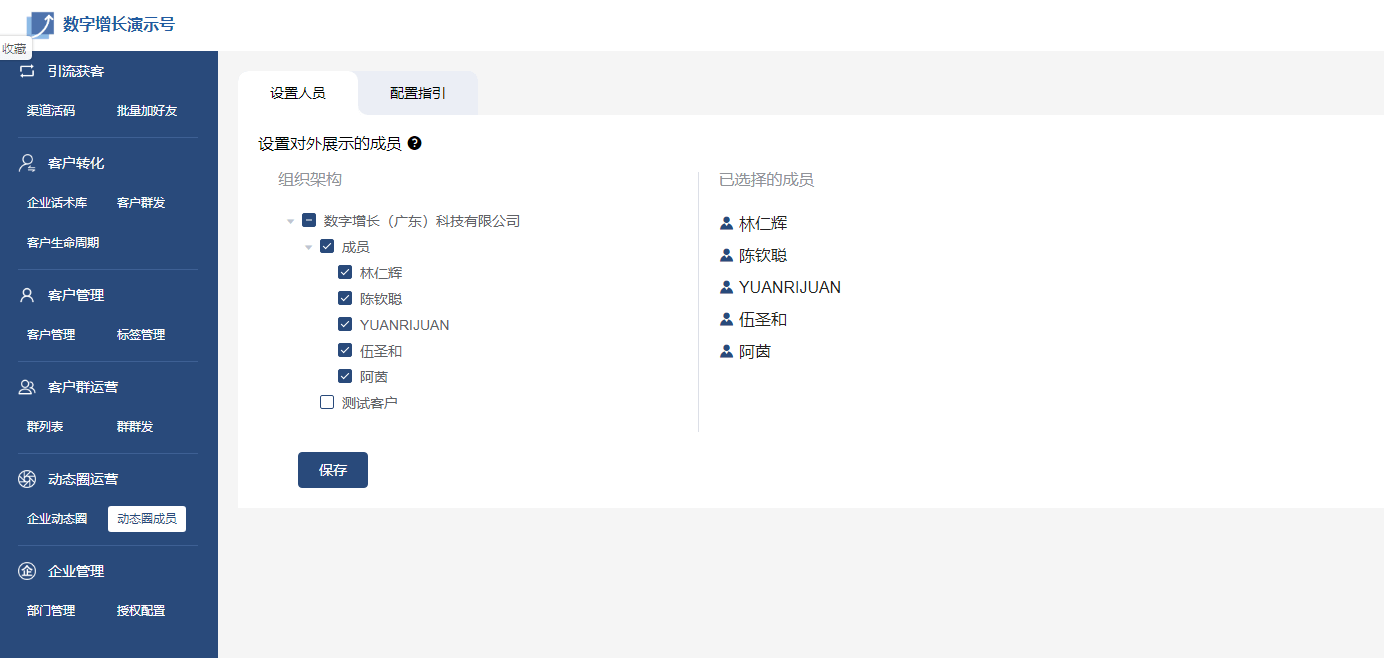 数字增长演示号
收藏
引流获客
渠道活码 批量加好友
客户转化
企业话术库 客户群发
客户生命周期
客户管理
客户管理 标签管理
客户群运营
群列表 群群发
动态圈运营
企业动态圈 动态圈成员
企业管理
部门管理 授权配置
设置人员 配置指引
设置对外展示的成员
组织架构
数字增长（广东）科技有限公司
成员
林仁辉
陈钦聪
YUANRIJUAN
伍圣和
阿茵
测试客户
保存
已选择的成员
林仁辉
陈钦聪
YUANRIJUAN
伍圣和
阿茵